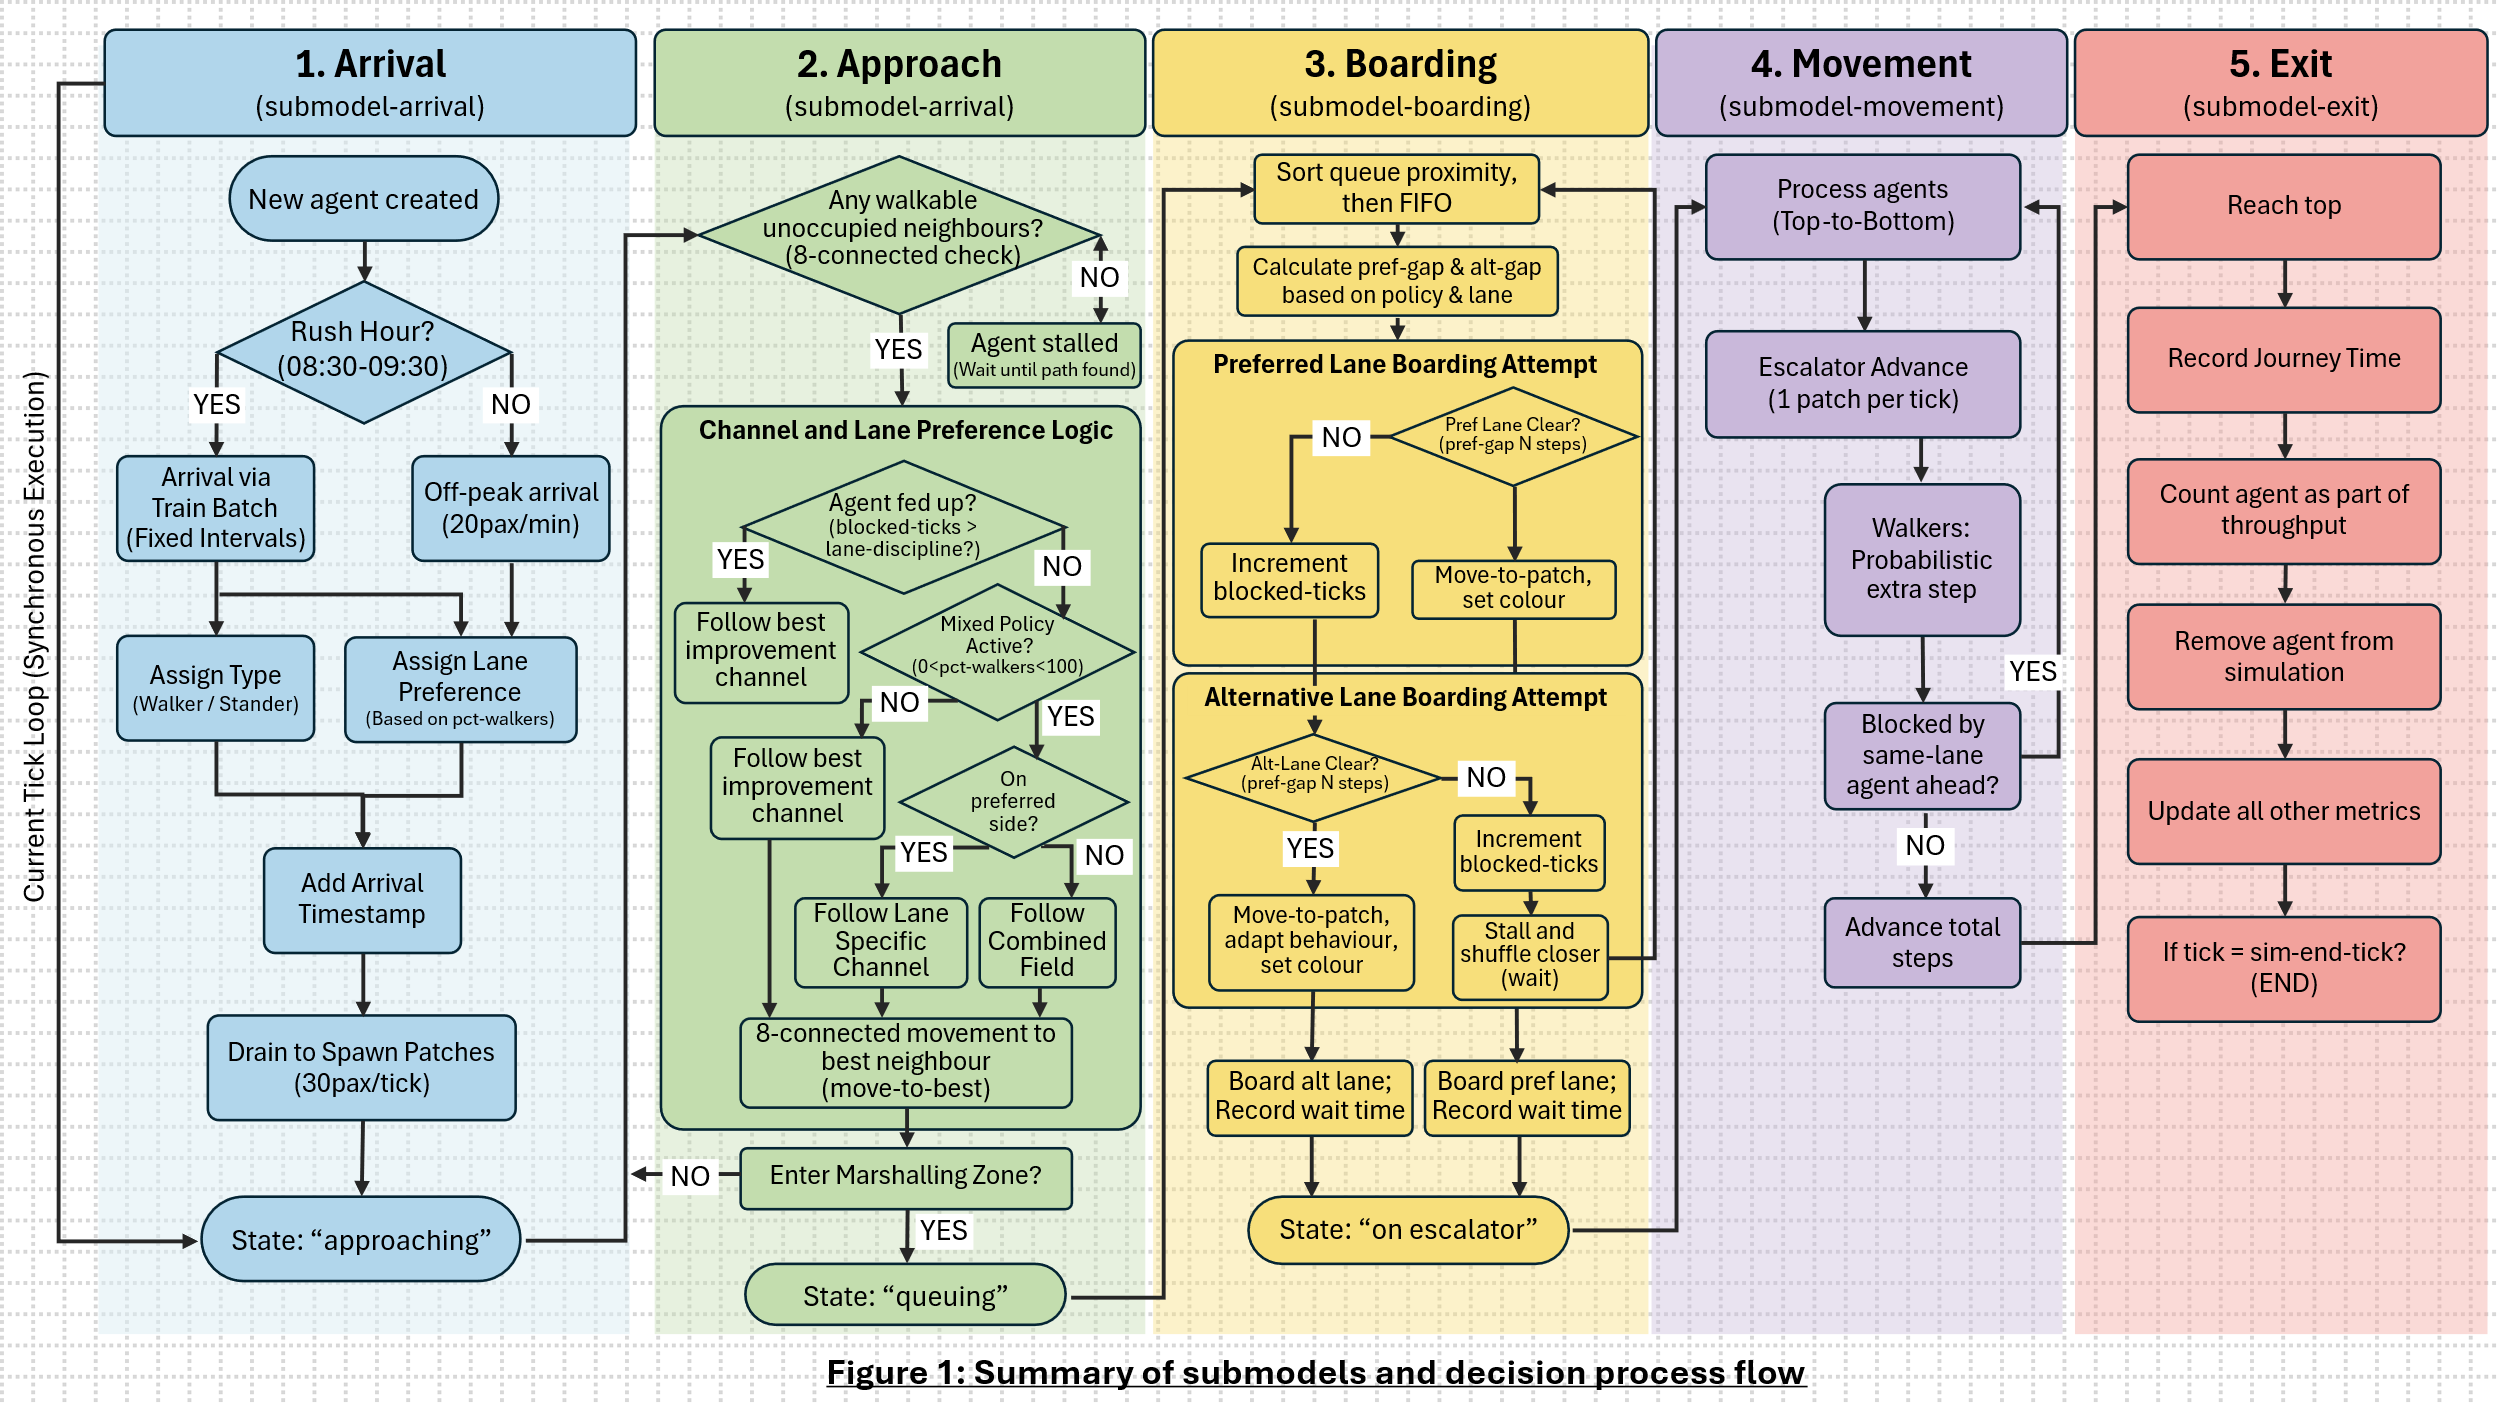 Current Tick Loop (Synchronous Execution)
1. Arrival
(submodel-arrival)
New agent created
Rush Hour?
(08:30-09:30)
YES
NO
Arrival via
Train Batch
(Fixed Intervals)
Off-peak arrival
(20pax/min)
Assign Type
(Walker / Stander)
Assign Lane
Preference
(Based on pct-walkers)
Add Arrival
Timestamp
Drain to Spawn Patches
(30pax/tick)
State: “approaching”
2. Approach
(submodel-arrival)
Any walkable
unoccupied neighbours?
(8-connected check)
NO
YES
Agent stalled
(Wait until path found)
Channel and Lane Preference Logic
Agent fed up?
(blocked-ticks >
lane-discipline?)
YES
NO
Follow best
improvement
channel
Mixed Policy
Active?
(0<pct-walkers<100)
NO
YES
Follow best
improvement
channel
On
preferred
side?
YES
NO
Follow Lane
Specific
Channel
Follow
Combined
Field
8-connected movement to
best neighbour
(move-to-best)
Enter Marshalling Zone?
NO
YES
State: “queuing”
3. Boarding
(submodel-boarding)
Sort queue proximity,
then FIFO
Calculate pref-gap & alt-gap
based on policy & lane
Preferred Lane Boarding Attempt
Pref Lane Clear?
(pref-gap N steps)
NO
Increment
blocked-ticks
Move-to-patch,
set colour
Alternative Lane Boarding Attempt
Alt-Lane Clear?
(pref-gap N steps)
NO
YES
Increment
blocked-ticks
Move-to-patch,
adapt behaviour,
set colour
Stall and
shuffle closer
(wait)
Board alt lane;
Record wait time
Board pref lane;
Record wait time
State: “on escalator”
4. Movement
(submodel-movement)
Process agents
(Top-to-Bottom)
Escalator Advance
(1 patch per tick)
Walkers:
Probabilistic
extra step
YES
Blocked by
same-lane
agent ahead?
NO
Advance total
steps
5. Exit
(submodel-exit)
Reach top
Record Journey Time
Count agent as part of
throughput
Remove agent from
simulation
Update all other metrics
If tick = sim-end-tick?
(END)
Figure 1: Summary of submodels and decision process flow